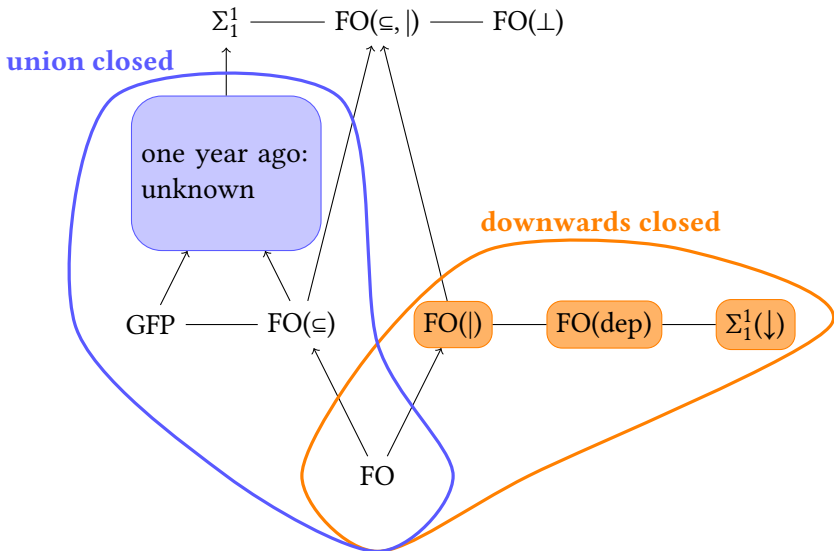 Σ₁¹ FO(⊆, |) FO(⊥)
union closed
one year ago:
unknown
downwards closed
GFP FO(⊆) FO(|) FO(dep) Σ₁¹(↓)
FO